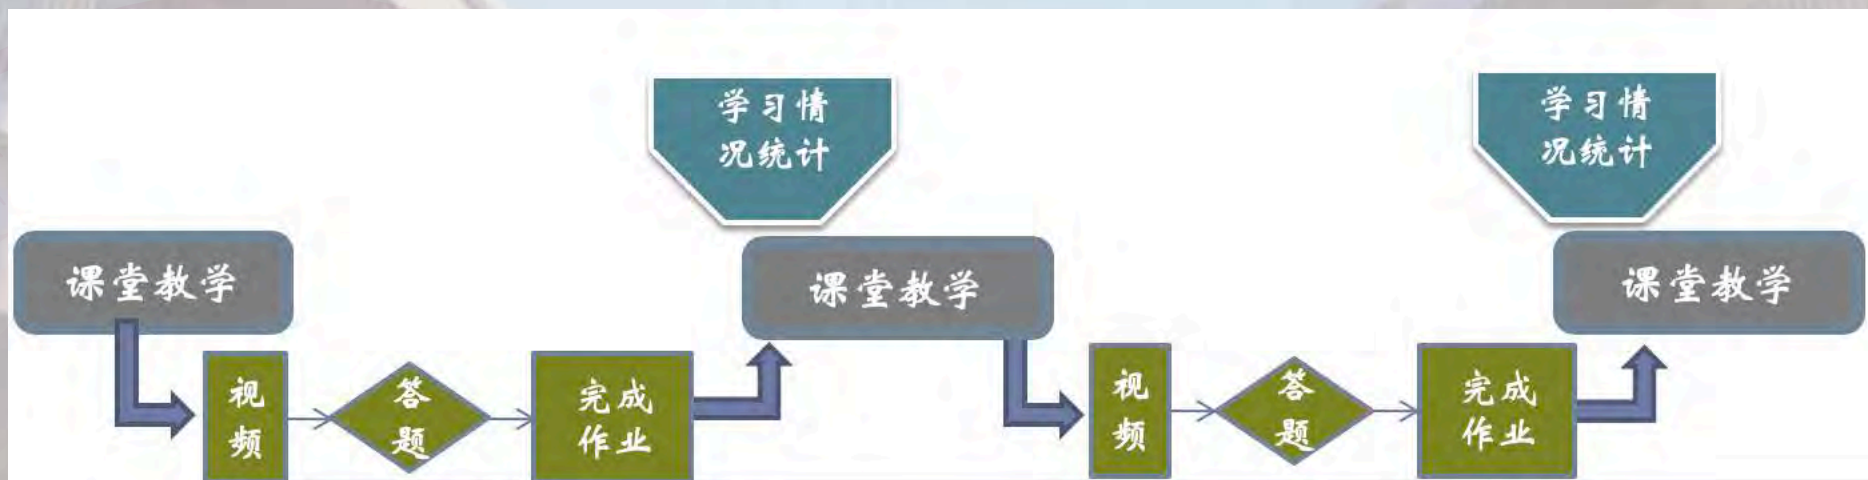 学习情
况统计
学习情
况统计
课堂教学
课堂教学
课堂教学
视
频
答
题
完成
作业
视
频
答
题
完成
作业